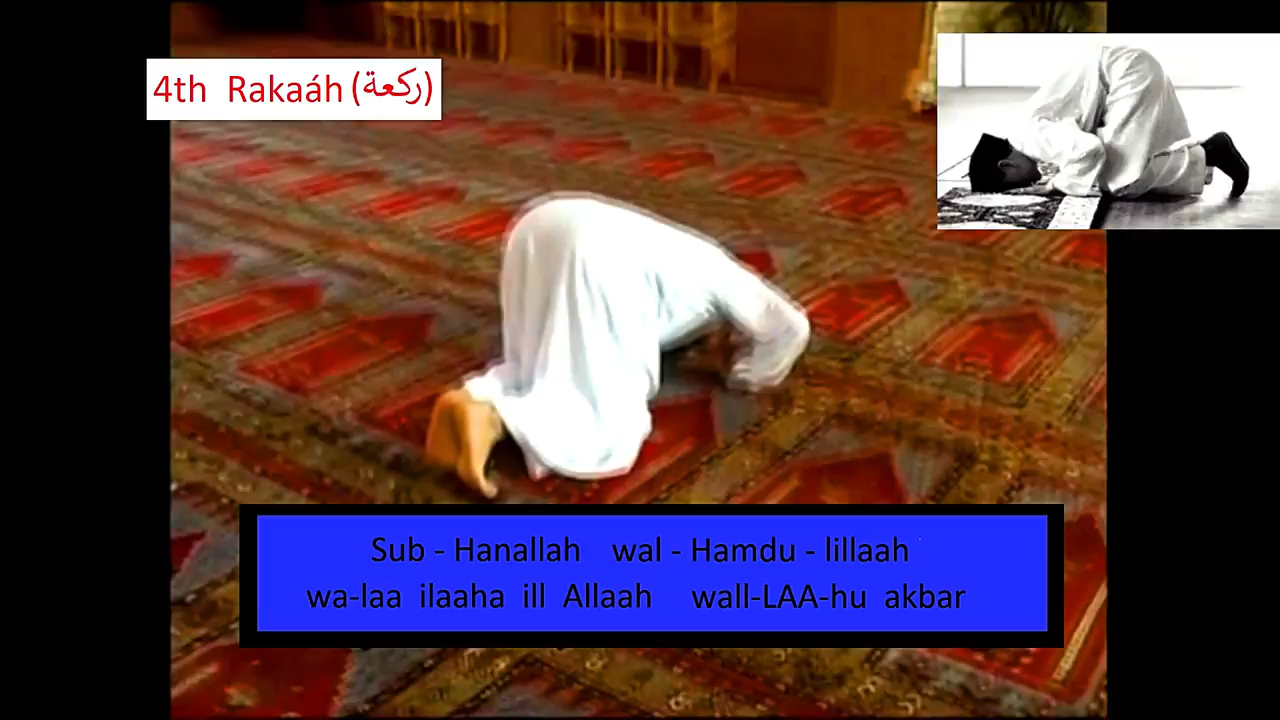 4th Rakaáh (ركعة)
Sub - Hanallah wal - Hamdu - lillaah
wa-laa ilaaha ill Allaah wall-LAA-hu akbar